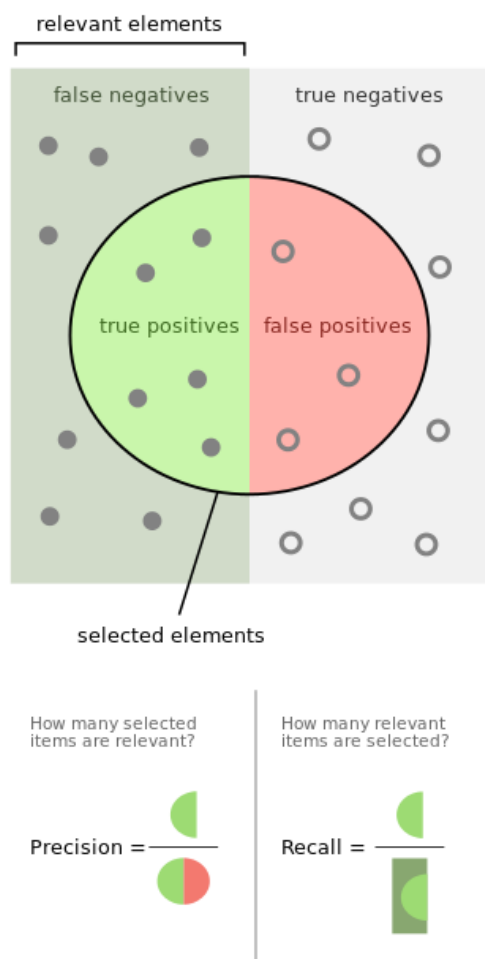 relevant elements
false negatives
true negatives
true positives
false positives
selected elements
How many selected
items are relevant?
How many relevant
items are selected?
Precision =
Recall =